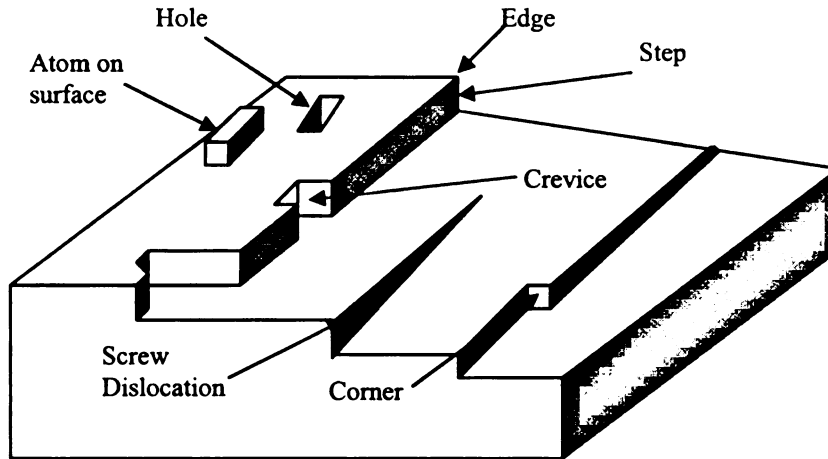 Hole
Edge
Step
Atom on
surface
Crevice
Screw
Dislocation
Corner